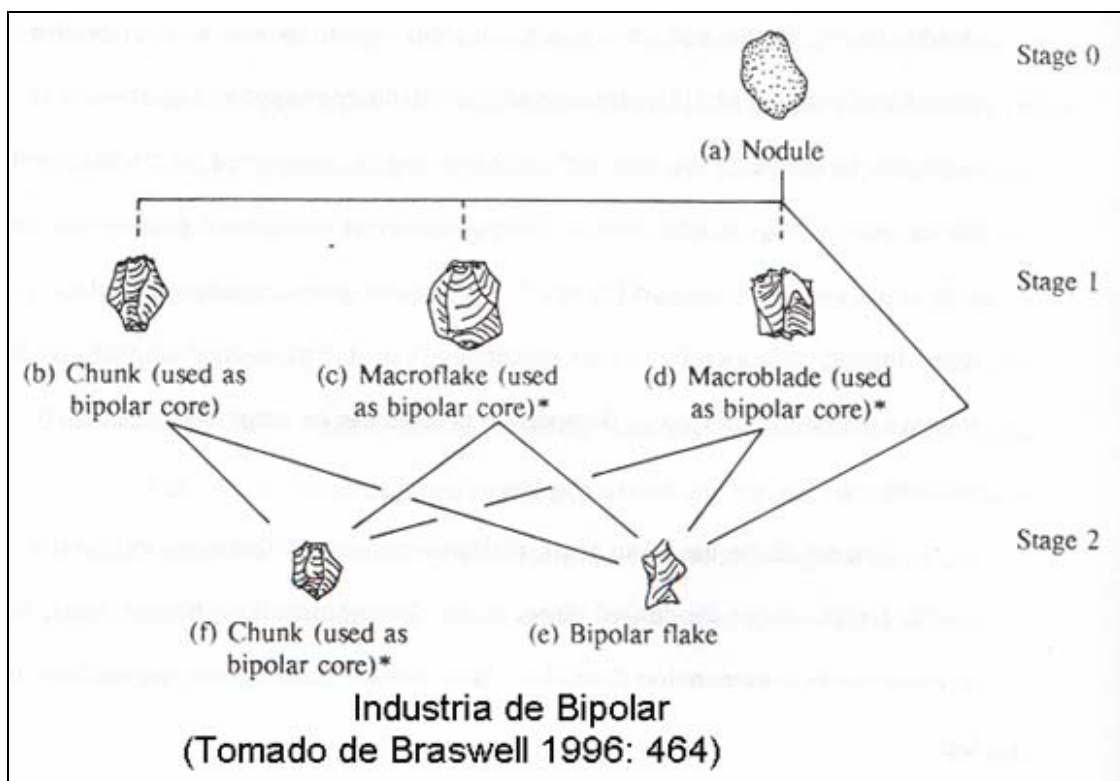 Stage 0
(a) Nodule
Stage 1
(b) Chunk (used as
bipolar core)
(c) Macroflake (used
as bipolar core)*
(d) Macroblade (used
as bipolar core)*
Stage 2
(f) Chunk (used as
bipolar core)*
(e) Bipolar flake
Industria de Bipolar
(Tomado de Braswell 1996: 464)